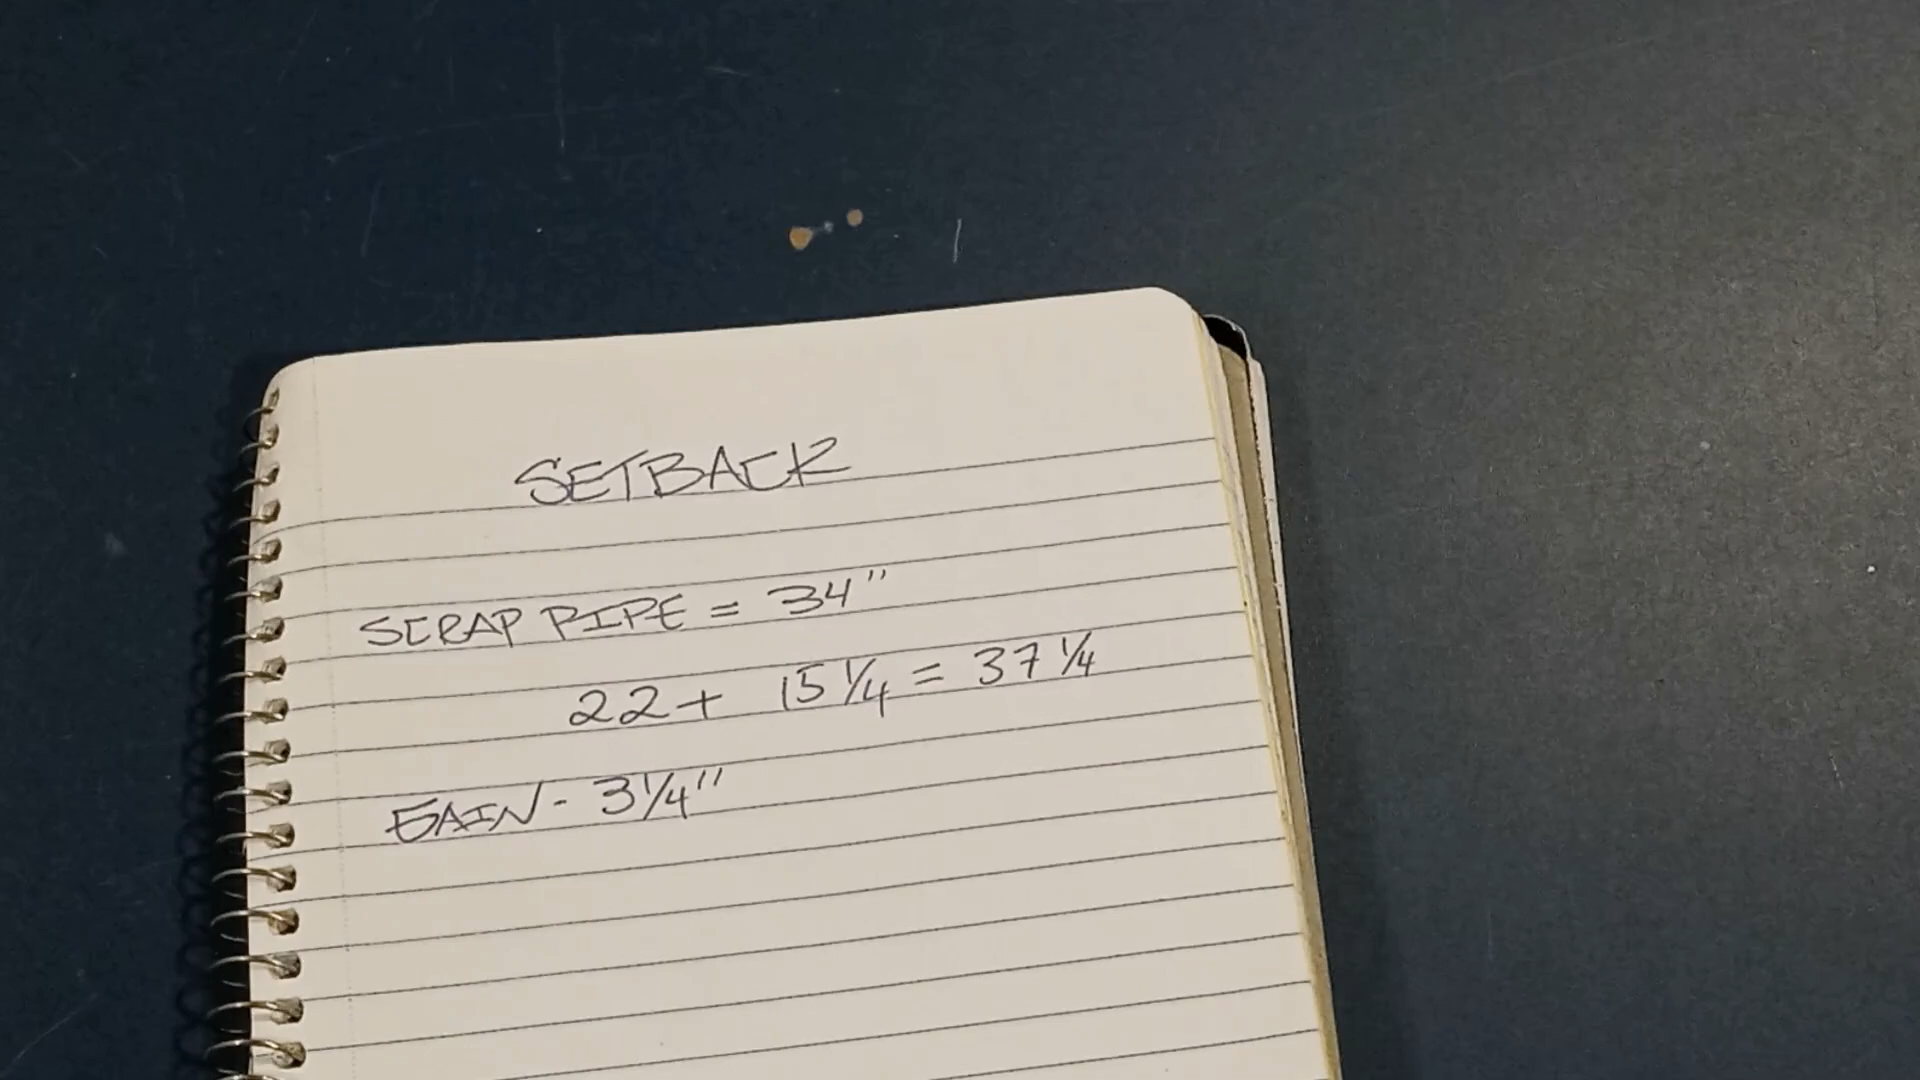 SETBACK
SCRAP PIPE = 34"
22 + 15 1/4 = 37 1/4
GAIN - 3 1/4"